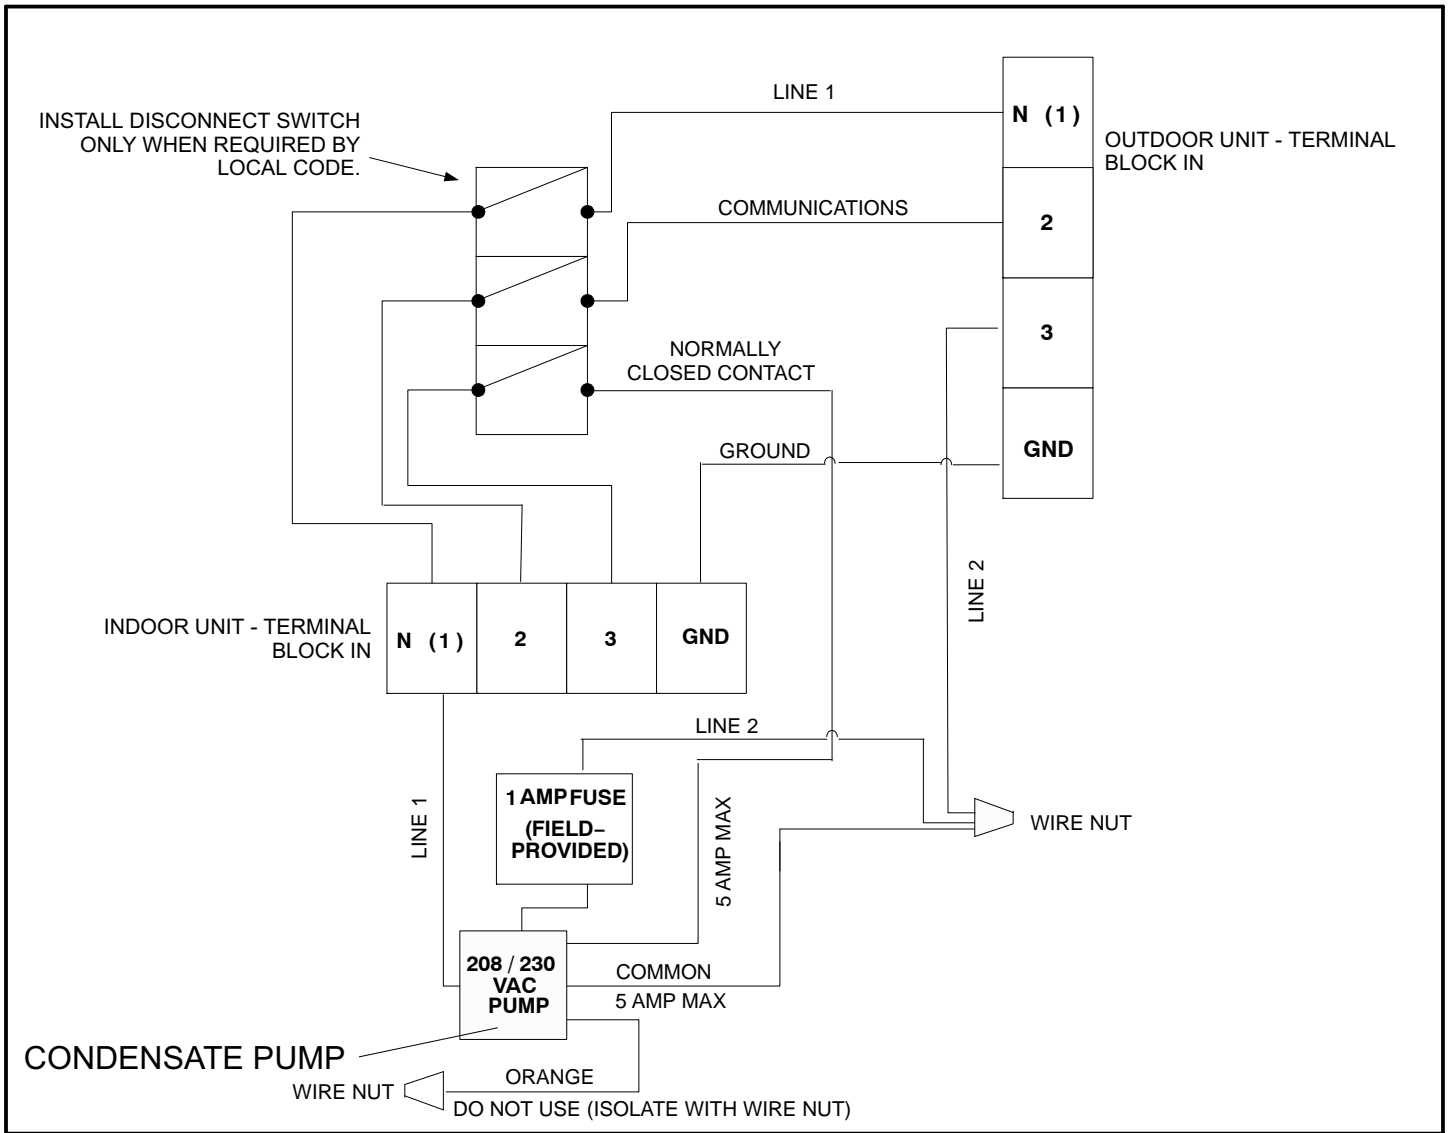 LINE 1
N (1)
INSTALL DISCONNECT SWITCH
ONLY WHEN REQUIRED BY
LOCAL CODE.
OUTDOOR UNIT - TERMINAL
BLOCK IN
COMMUNICATIONS
2
3
NORMALLY
CLOSED CONTACT
GROUND
GND
LINE 2
INDOOR UNIT - TERMINAL
BLOCK IN
N (1)
2
3
GND
LINE 2
1 AMP FUSE
(FIELD–
PROVIDED)
LINE 1
5 AMP MAX
WIRE NUT
208 / 230
VAC
PUMP
COMMON
5 AMP MAX
CONDENSATE PUMP
ORANGE
WIRE NUT
DO NOT USE (ISOLATE WITH WIRE NUT)